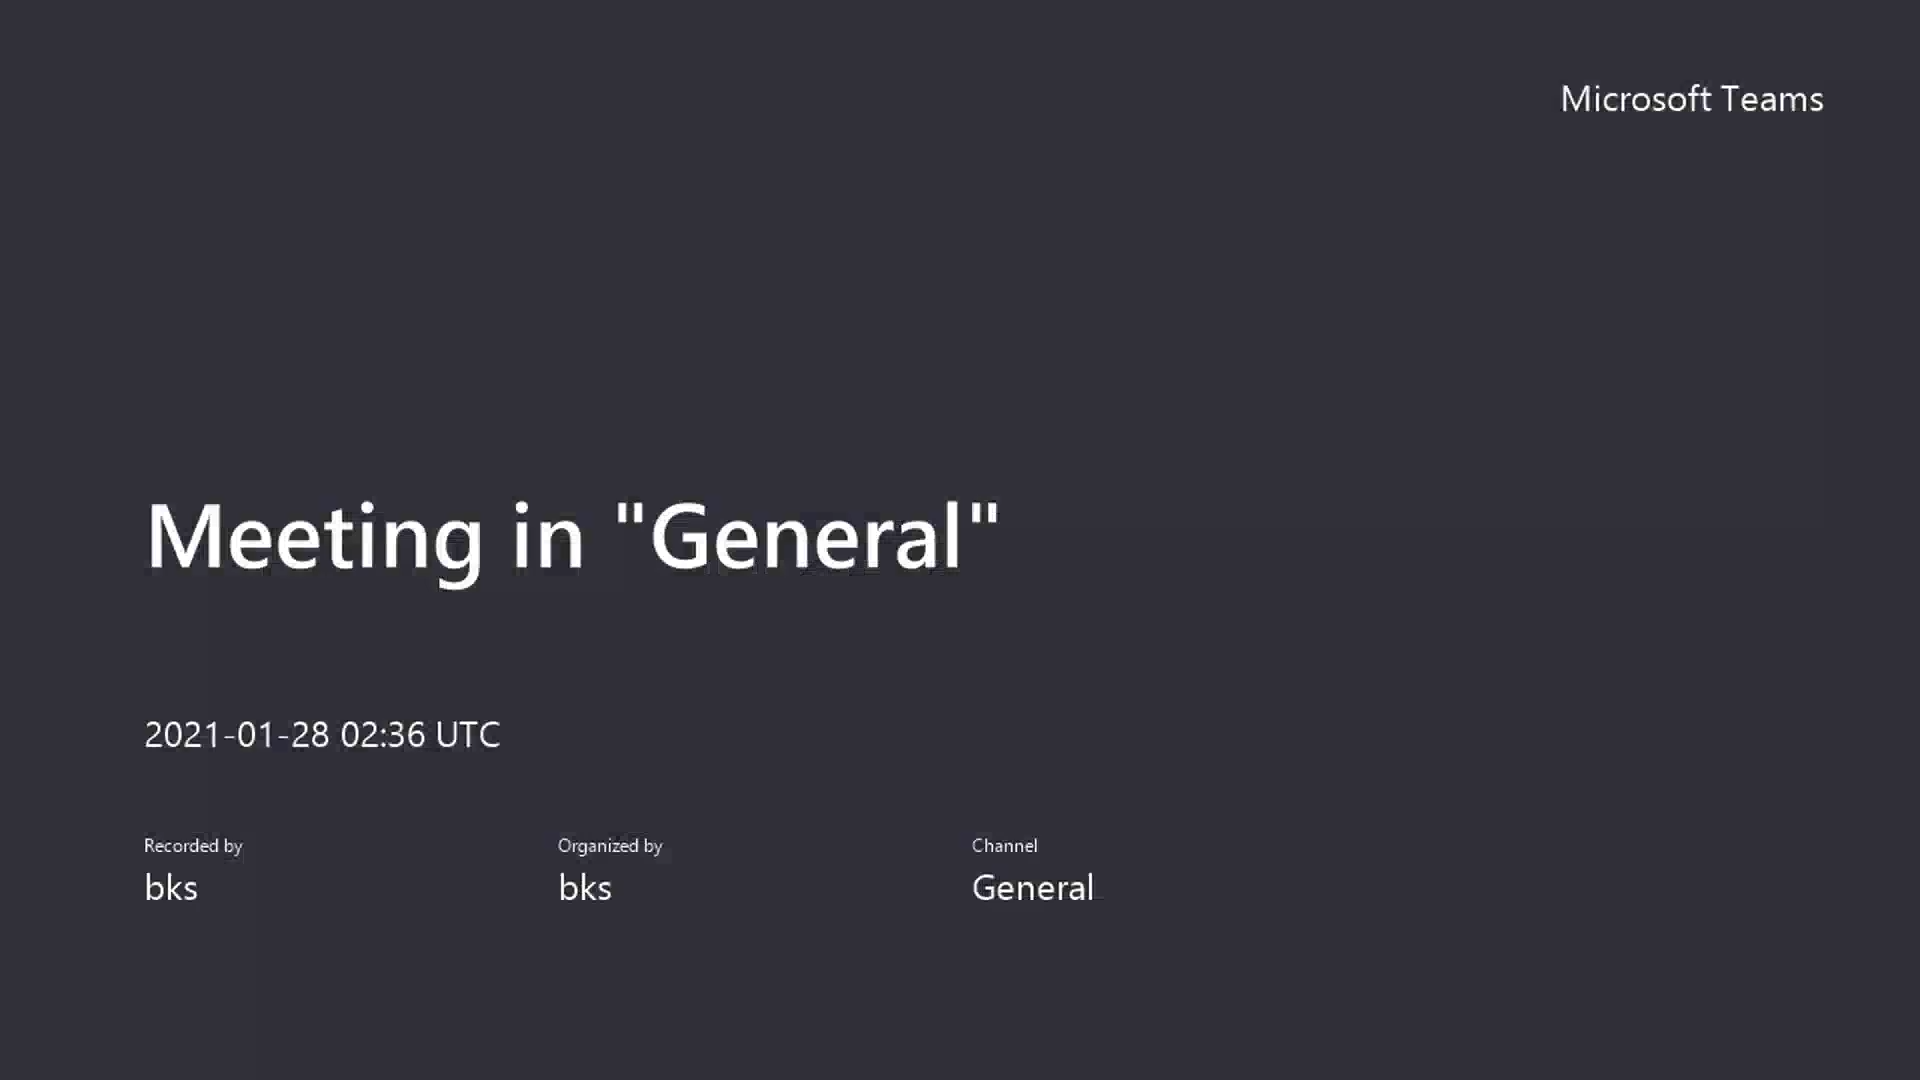 Microsoft Teams
Meeting in "General"
2021-01-28 02:36 UTC
Recorded by
bks
Organized by
bks
Channel
General